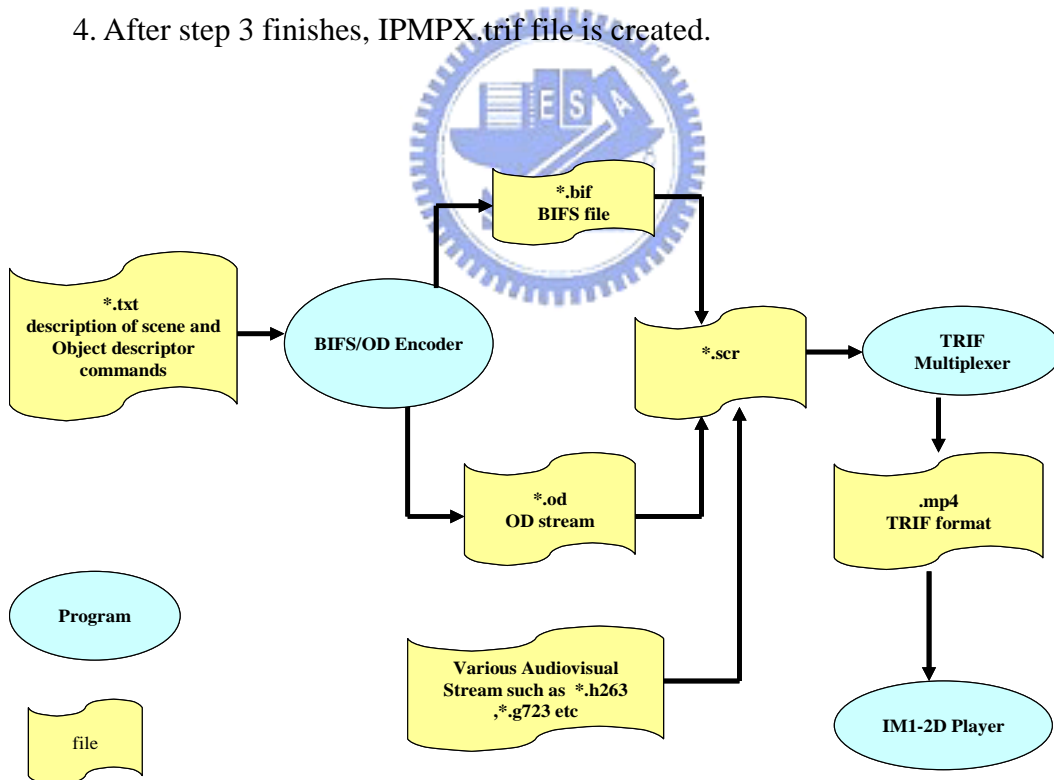 4. After step 3 finishes, IPMPX.trif file is created.
E S A
*.bif
BIFS file
*.txt
description of scene and
Object descriptor
commands
BIFS/OD Encoder
*.scr
TRIF
Multiplexer
*.od
OD stream
.mp4
TRIF format
Program
Various Audiovisual
Stream such as *.h263
,*.g723 etc
IM1-2D Player
file